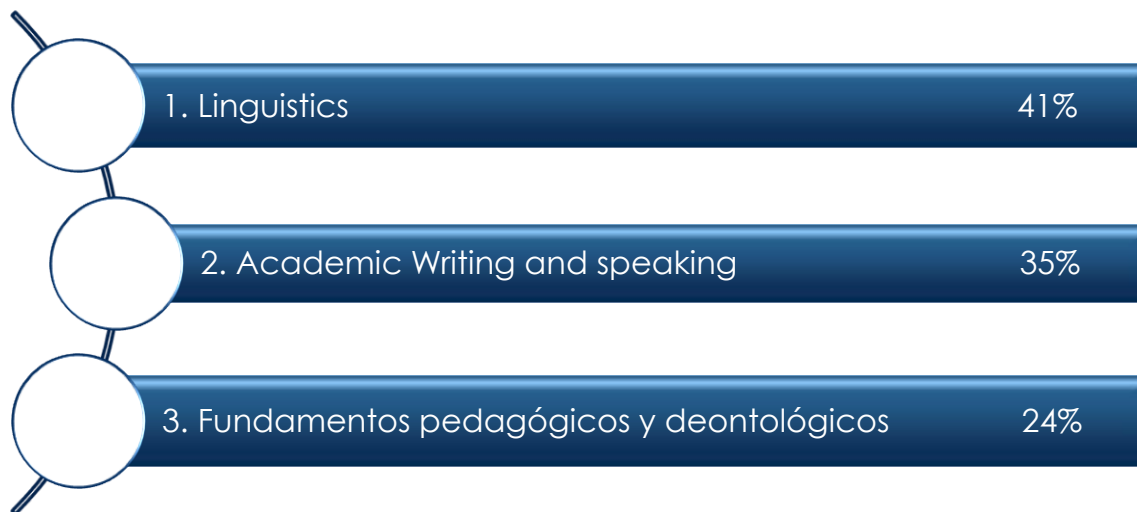 1. Linguistics 41%
2. Academic Writing and speaking 35%
3. Fundamentos pedagógicos y deontológicos 24%